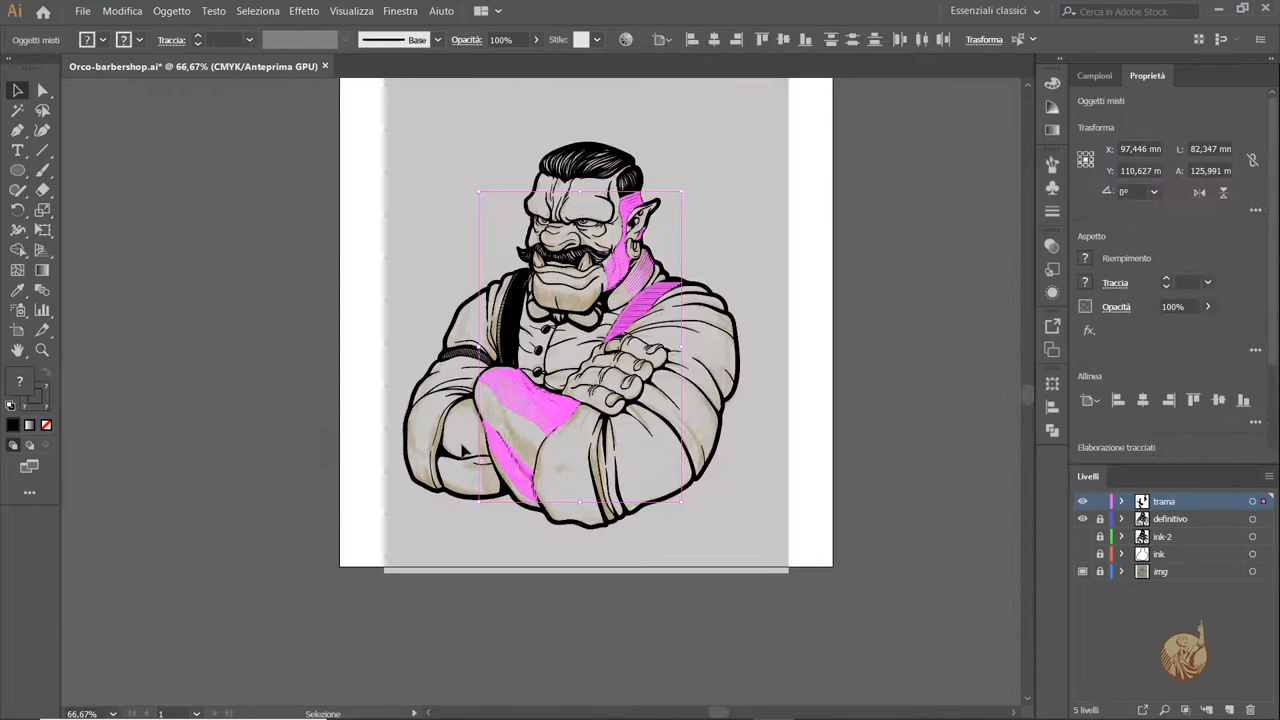 Ai File Modifica Oggetto Testo Seleziona Effetto Visualizza Finestra Aiuto Essenziali classici Cerca in Adobe Stock
Oggetti misti ? ? Traccia: Base Opacità: 100% Stile: Trasforma
Orco-barbershop.ai* @ 66,67% (CMYK/Anteprima GPU) ×
Campioni Proprietà
Oggetti misti
Trasforma
X: 97,446 mn L: 82,347 mn
Y: 110,627 m A: 125,991 m
0°
Aspetto
? Riempimento
? Traccia
Opacità 100%
fx
Allinea
Elaborazione tracciati
Livelli
trama
definitivo
ink-2
ink
img
?
66,67% 1 Selezione 5 livelli